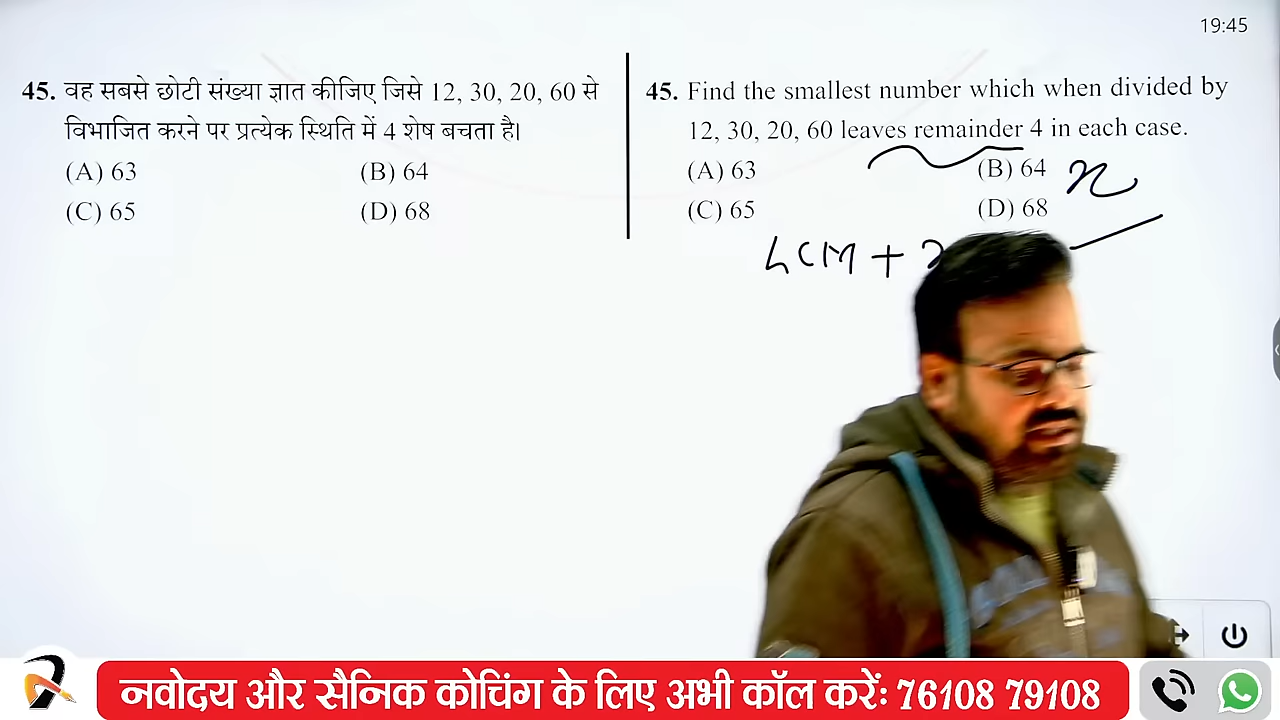 19:45
45. वह सबसे छोटी संख्या ज्ञात कीजिए जिसे 12, 30, 20, 60 से
विभाजित करने पर प्रत्येक स्थिति में 4 शेष बचता है।
(A) 63 (B) 64
(C) 65 (D) 68
45. Find the smallest number which when divided by
12, 30, 20, 60 leaves remainder 4 in each case.
(A) 63 (B) 64
(C) 65 (D) 68
LCM +
नवोदय और सैनिक कोचिंग के लिए अभी कॉल करें: 76108 79108